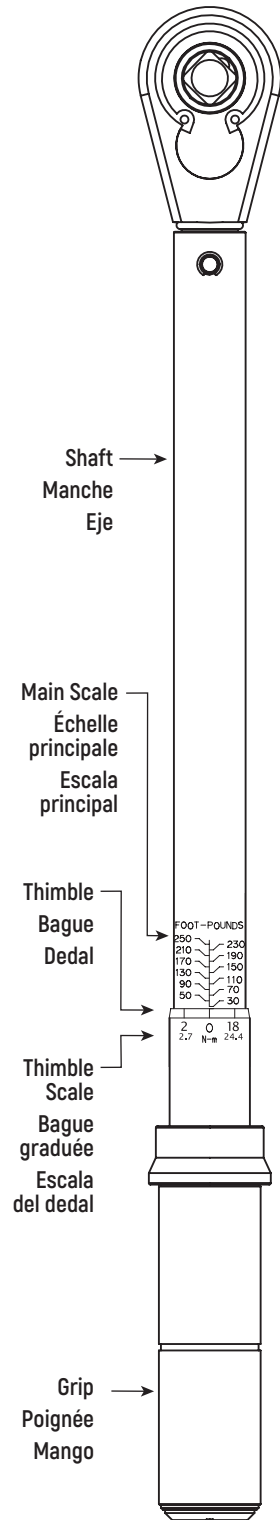 Shaft
Manche
Eje
Main Scale
Échelle
principale
Escala
principal
Thimble
Bague
Dedal
FOOT-POUNDS
250 230
210 190
170 150
130 110
90 70
50 30
2 0 18
2.7 N-m 24.4
Thimble
Scale
Bague
graduée
Escala
del dedal
Grip
Poignée
Mango